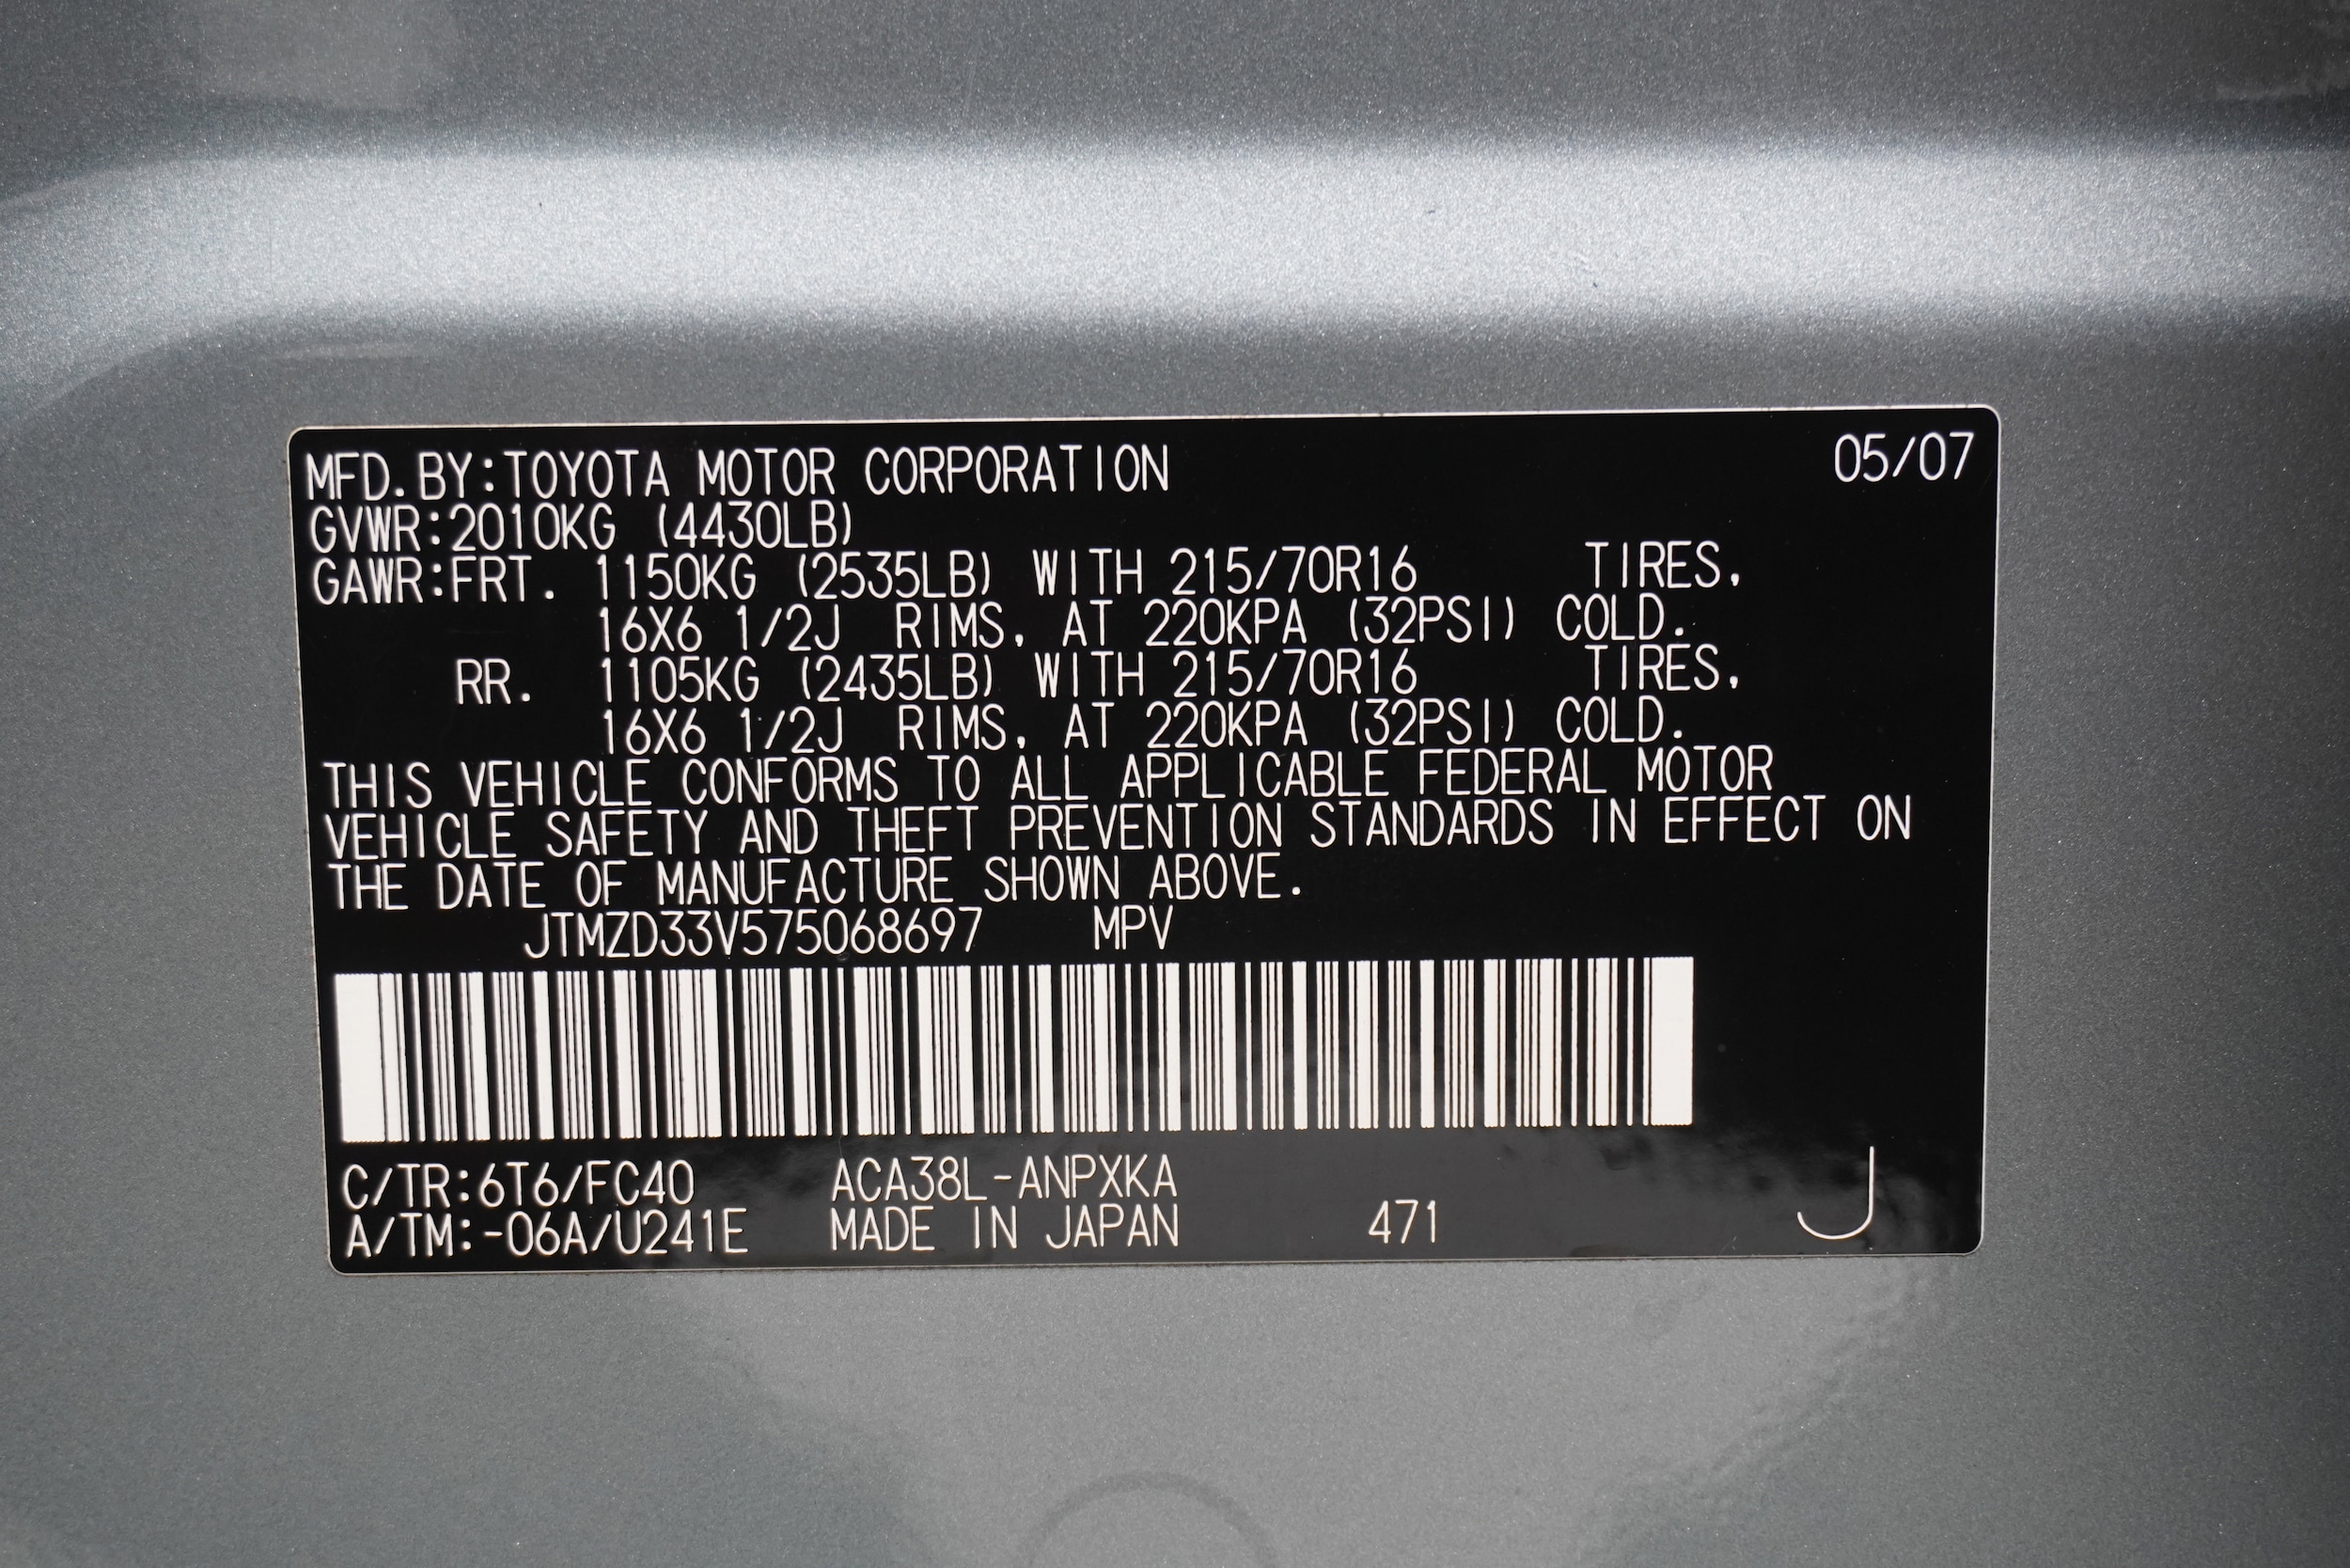 MFD.BY:TOYOTA MOTOR CORPORATION 05/07
GVWR:2010KG (4430LB)
GAWR:FRT. 1150KG (2535LB) WITH 215/70R16 TIRES,
16X6 1/2J RIMS, AT 220KPA (32PSI) COLD.
RR. 1105KG (2435LB) WITH 215/70R16 TIRES,
16X6 1/2J RIMS, AT 220KPA (32PSI) COLD.
THIS VEHICLE CONFORMS TO ALL APPLICABLE FEDERAL MOTOR
VEHICLE SAFETY AND THEFT PREVENTION STANDARDS IN EFFECT ON
THE DATE OF MANUFACTURE SHOWN ABOVE.
JTMZD33V575068697 MPV
C/TR:6T6/FC40 ACA38L-ANPXKA
A/TM:-06A/U241E MADE IN JAPAN 471 J